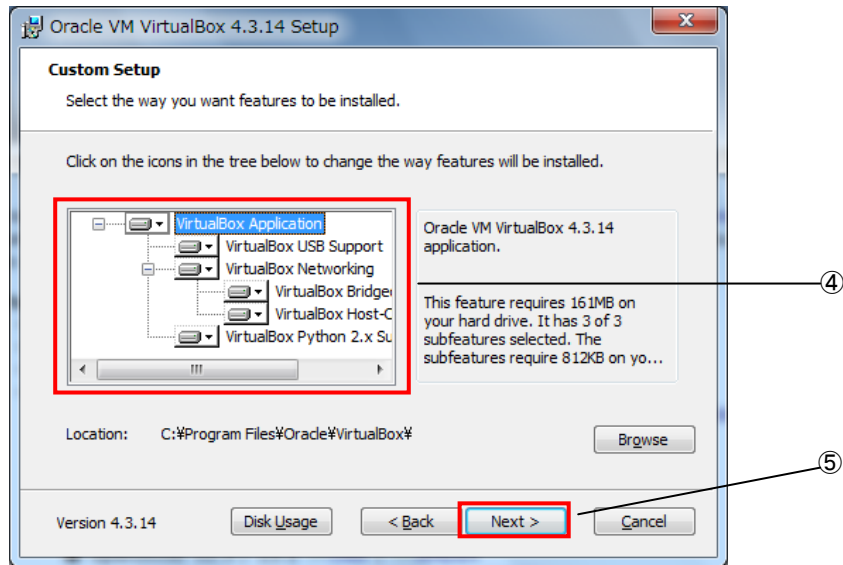 Oracle VM VirtualBox 4.3.14 Setup
Custom Setup
Select the way you want features to be installed.
Click on the icons in the tree below to change the way features will be installed.
VirtualBox Application
VirtualBox USB Support
VirtualBox Networking
VirtualBox Bridge
VirtualBox Host-C
VirtualBox Python 2.x Su
Oracle VM VirtualBox 4.3.14
application.
This feature requires 161MB on
your hard drive. It has 3 of 3
subfeatures selected. The
subfeatures require 812KB on yo...
④
Location: C:¥Program Files¥Oracle¥VirtualBox¥
Browse
⑤
Version 4.3.14
Disk Usage
< Back
Next >
Cancel